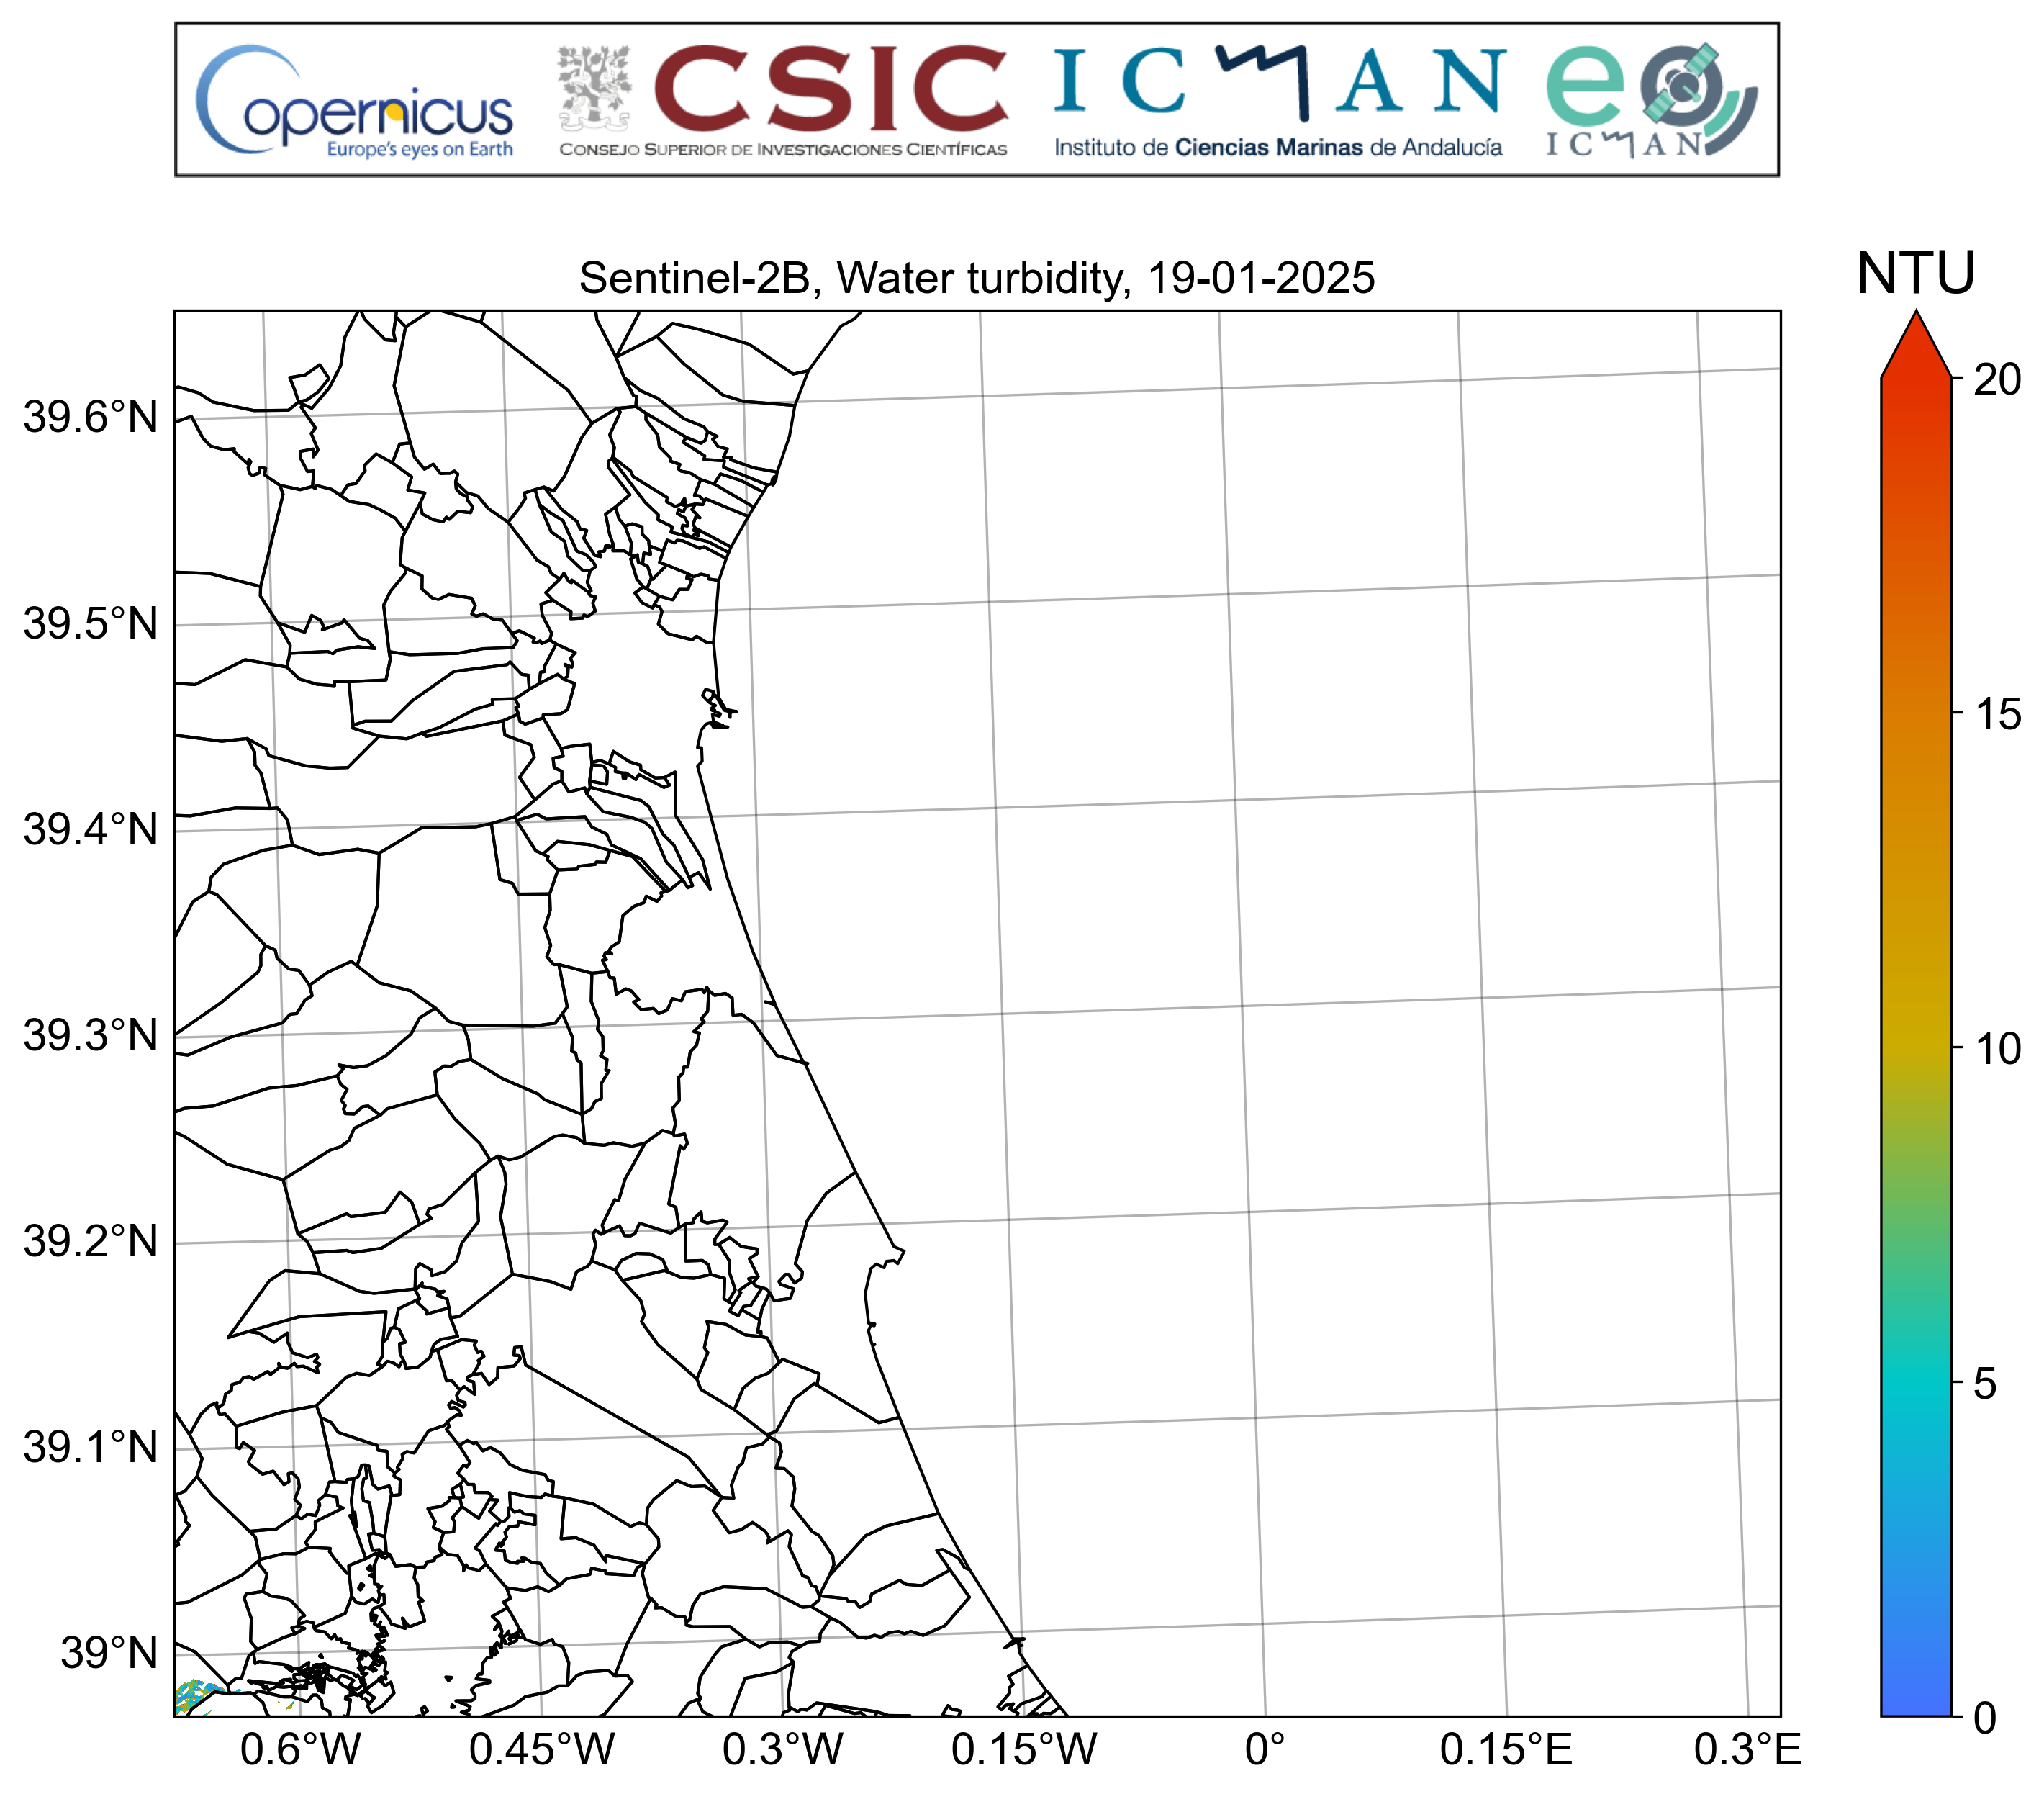 Copernicus
Europe's eyes on Earth
CSIC
CONSEJO SUPERIOR DE INVESTIGACIONES CIENTÍFICAS
ICMAN
Instituto de Ciencias Marinas de Andalucía
eo
ICMAN
Sentinel-2B, Water turbidity, 19-01-2025
NTU
20
15
10
5
0
39.6°N
39.5°N
39.4°N
39.3°N
39.2°N
39.1°N
39°N
0.6°W 0.45°W 0.3°W 0.15°W 0° 0.15°E 0.3°E